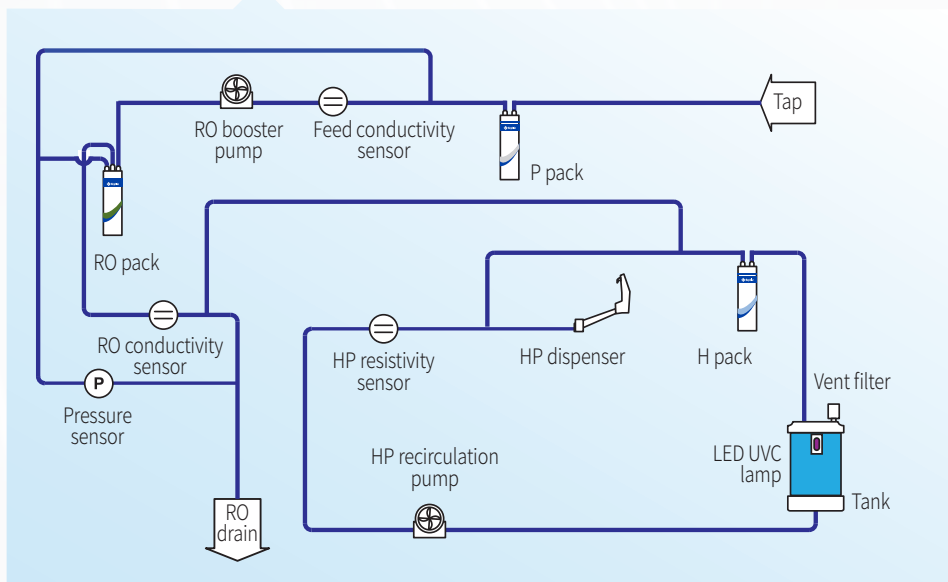 Tap
RO booster
pump
Feed conductivity
sensor
P pack
RO pack
RO conductivity
sensor
HP resistivity
sensor
HP dispenser
H pack
P
Pressure
sensor
Vent filter
LED UVC
lamp
HP recirculation
pump
Tank
RO
drain